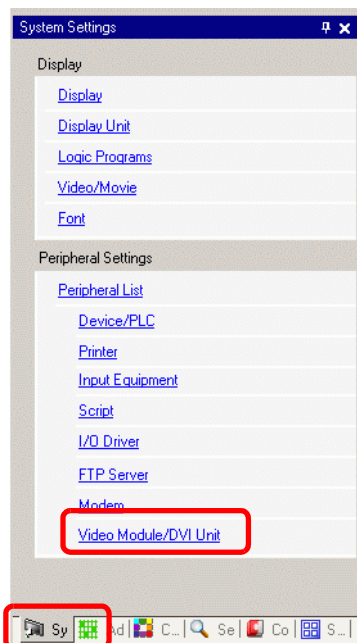 System Settings
Display
Display
Display Unit
Logic Programs
Video/Movie
Font
Peripheral Settings
Peripheral List
Device/PLC
Printer
Input Equipment
Script
I/O Driver
FTP Server
Modem
Video Module/DVI Unit
Sy Ad C... Se Co S...